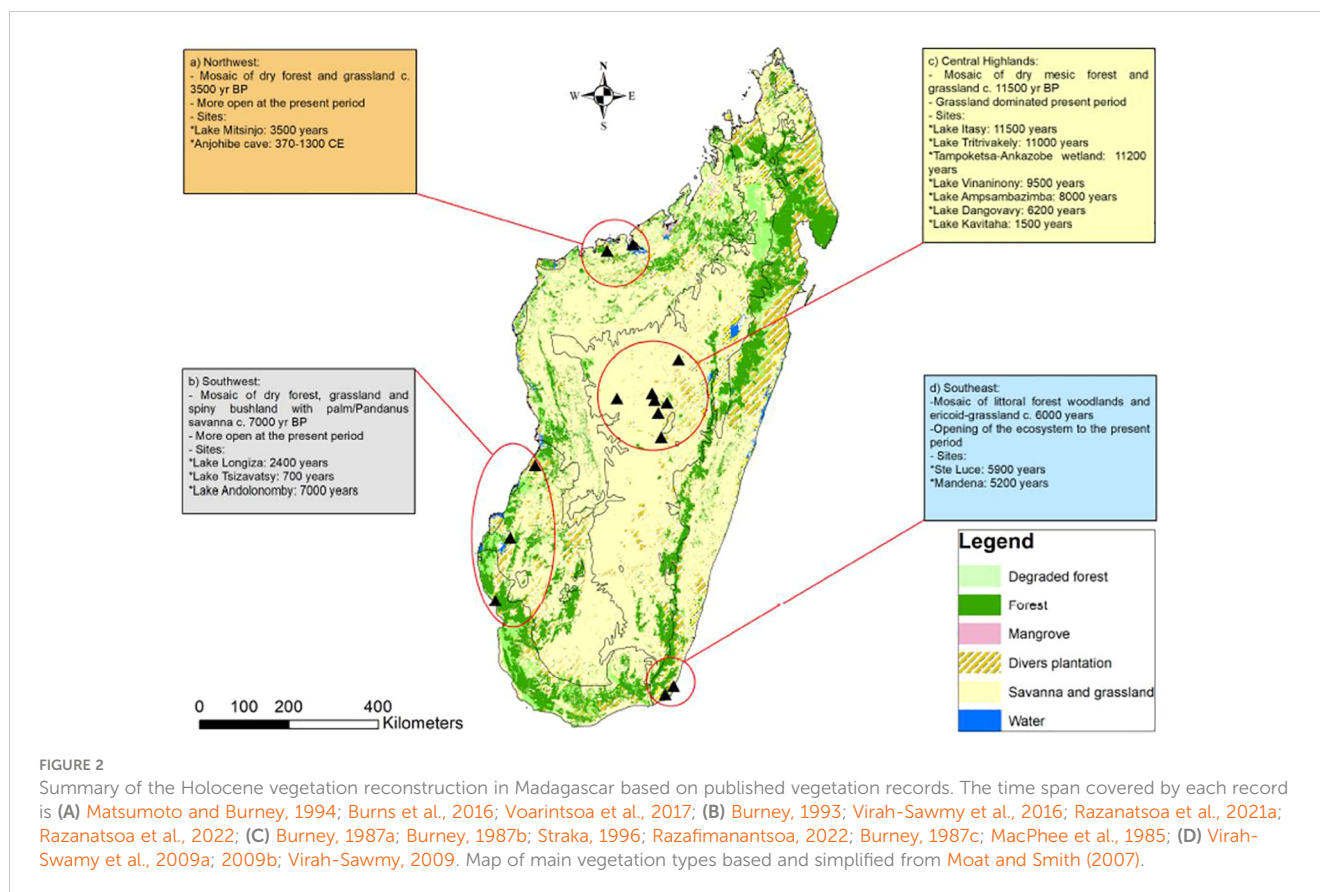 a) Northwest:
- Mosaic of dry forest and grassland c.
3500 yr BP
- More open at the present period
- Sites:
*Lake Mitsinjo: 3500 years
*Anjohibe cave: 370-1300 CE
N
W
E
S
c) Central Highlands:
- Mosaic of dry mesic forest and
grassland c. 11500 yr BP
- Grassland dominated present period
- Sites:
*Lake Itasy: 11500 years
*Lake Tritrivakely: 11000 years
*Tampoketsa-Ankazobe wetland: 11200
years
*Lake Vinaninony: 9500 years
*Lake Ampsambazimba: 8000 years
*Lake Dangovavy: 6200 years
*Lake Kavitaha: 1500 years
b) Southwest:
- Mosaic of dry forest, grassland and
spiny bushland with palm/Pandanus
savanna c. 7000 yr BP
- More open at the present period
- Sites:
*Lake Longiza: 2400 years
*Lake Tsizavatsy: 700 years
*Lake Andolonomby: 7000 years
d) Southeast:
-Mosaic of littoral forest woodlands and
ericoid-grassland c. 6000 years
-Opening of the ecosystem to the present
period
- Sites:
*Ste Luce: 5900 years
*Mandena: 5200 years
Legend
Degraded forest
Forest
Mangrove
Divers plantation
Savanna and grassland
Water
0 100 200 400
Kilometers
FIGURE 2
Summary of the Holocene vegetation reconstruction in Madagascar based on published vegetation records. The time span covered by each record
is (A) Matsumoto and Burney, 1994; Burns et al., 2016; Voarintsoa et al., 2017; (B) Burney, 1993; Virah-Sawmy et al., 2016; Razanatsoa et al., 2021a;
Razanatsoa et al., 2022; (C) Burney, 1987a; Burney, 1987b; Straka, 1996; Razafimanantsoa, 2022; Burney, 1987c; MacPhee et al., 1985; (D) Virah-
Swamy et al., 2009a; 2009b; Virah-Sawmy, 2009. Map of main vegetation types based and simplified from Moat and Smith (2007).